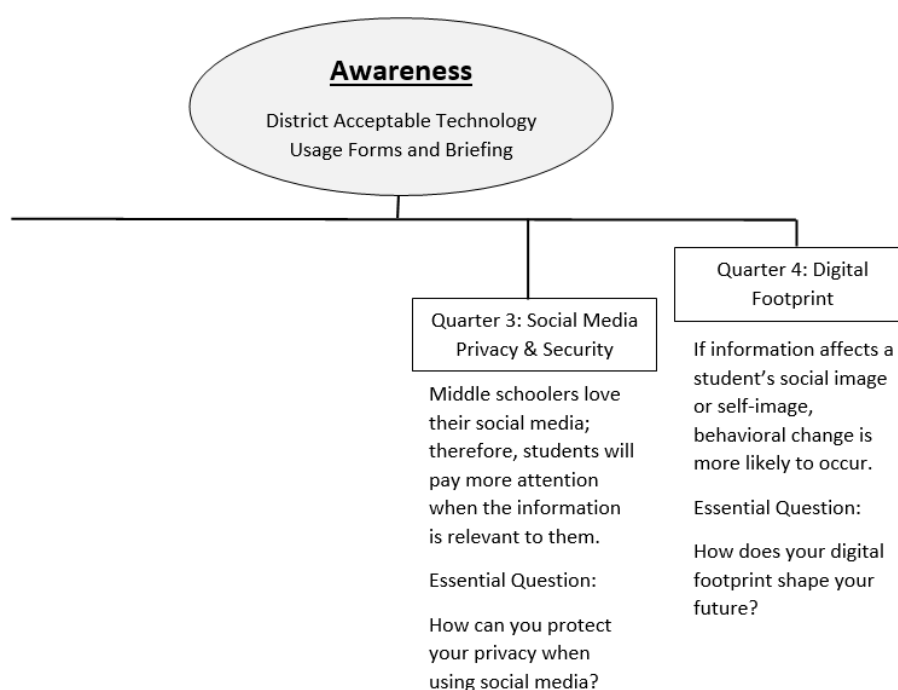 Awareness
District Acceptable Technology
Usage Forms and Briefing
Quarter 3: Social Media
Privacy & Security
Middle schoolers love
their social media;
therefore, students will
pay more attention
when the information
is relevant to them.
Essential Question:
How can you protect
your privacy when
using social media?
Quarter 4: Digital
Footprint
If information affects a
student’s social image
or self-image,
behavioral change is
more likely to occur.
Essential Question:
How does your digital
footprint shape your
future?